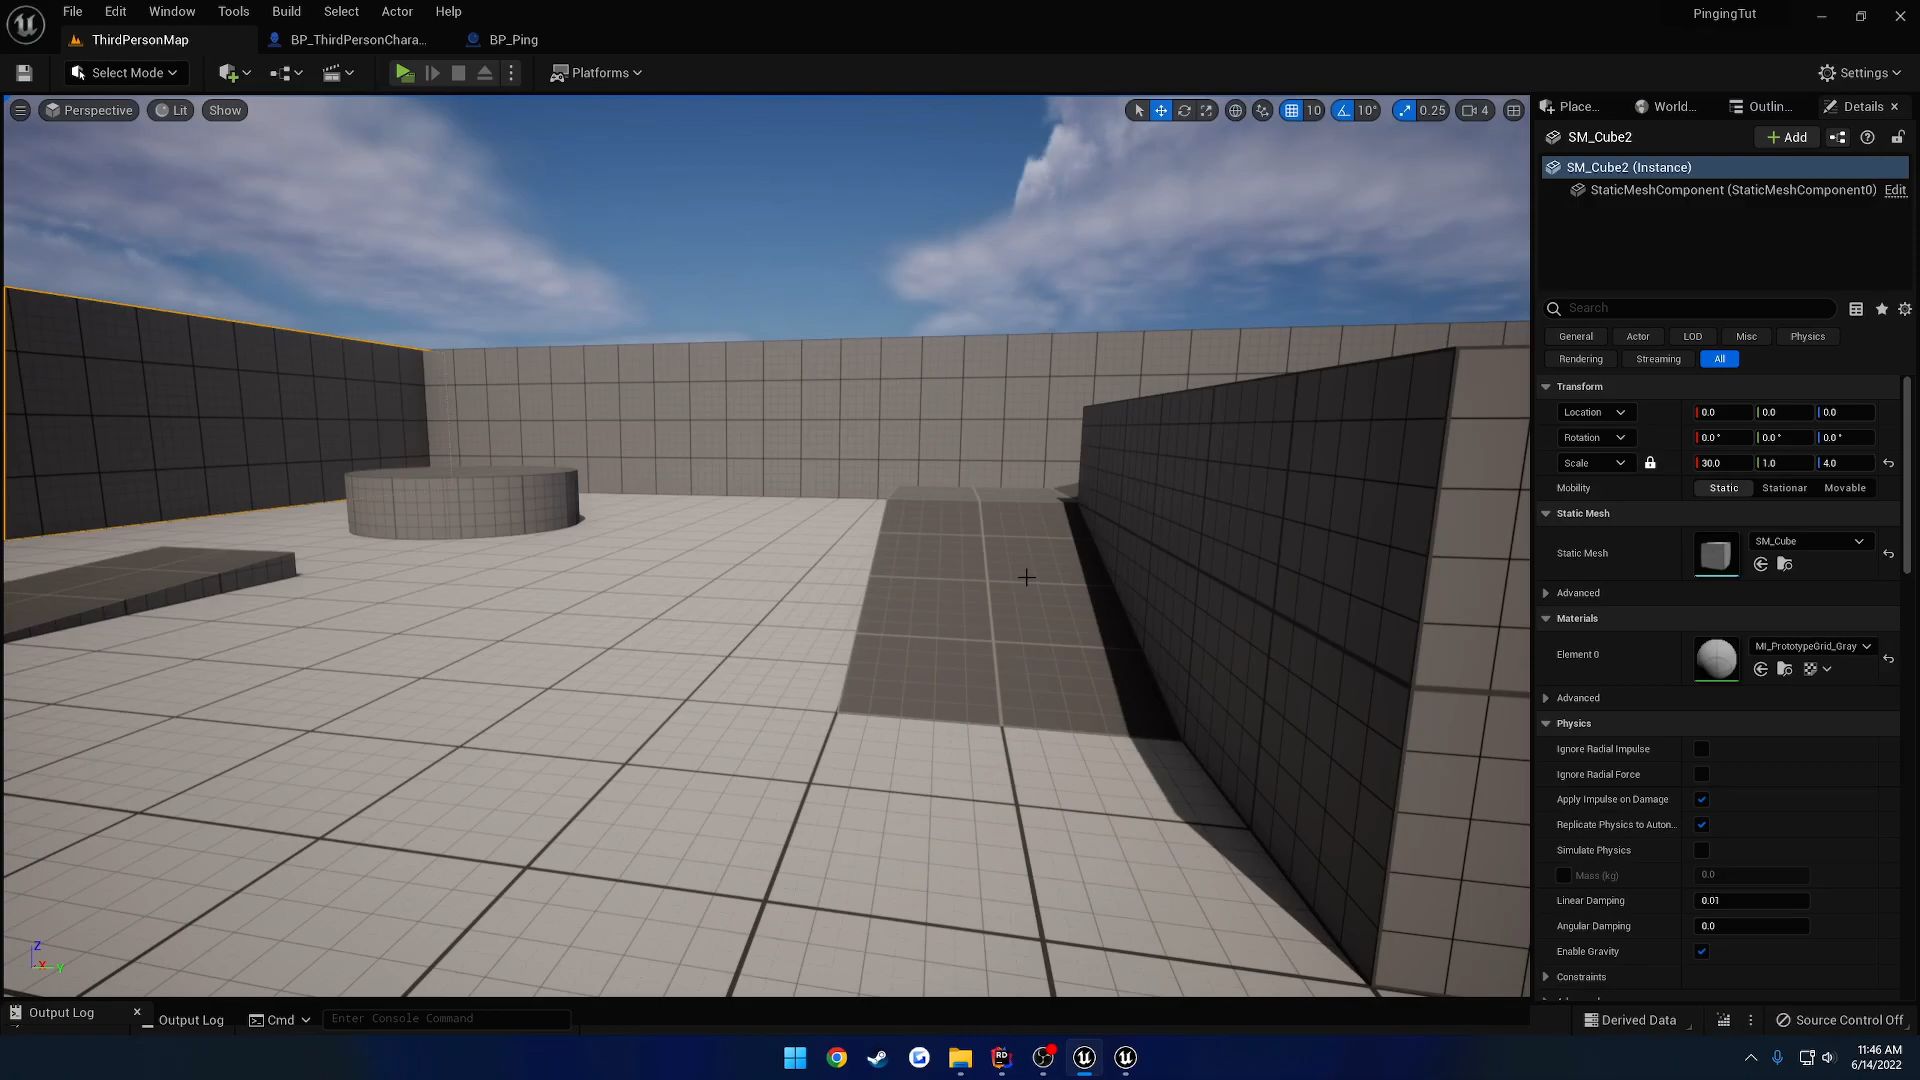 File Edit Window Tools Build Select Actor Help
PingingTut
ThirdPersonMap
BP_ThirdPersonChara...
BP_Ping
Select Mode
Platforms
Settings
Perspective
Lit
Show
10
10°
0.25
4
Place...
World...
Outlin...
Details
SM_Cube2
Add
SM_Cube2 (Instance)
StaticMeshComponent (StaticMeshComponent0) Edit
Search
General Actor LOD Misc Physics
Rendering Streaming All
Transform
Location 0.0 0.0 0.0
Rotation 0.0° 0.0° 0.0°
Scale 30.0 1.0 4.0
Mobility Static Stationar Movable
Static Mesh
Static Mesh SM_Cube
Advanced
Materials
Element 0 MI_PrototypeGrid_Gray
Advanced
Physics
Ignore Radial Impulse
Ignore Radial Force
Apply Impulse on Damage
Replicate Physics to Auton...
Simulate Physics
Mass (kg) 0.0
Linear Damping 0.01
Angular Damping 0.0
Enable Gravity
Constraints
Z
X
Y
Output Log
Output Log
Cmd
Enter Console Command
Derived Data
Source Control Off
11:46 AM
6/14/2022